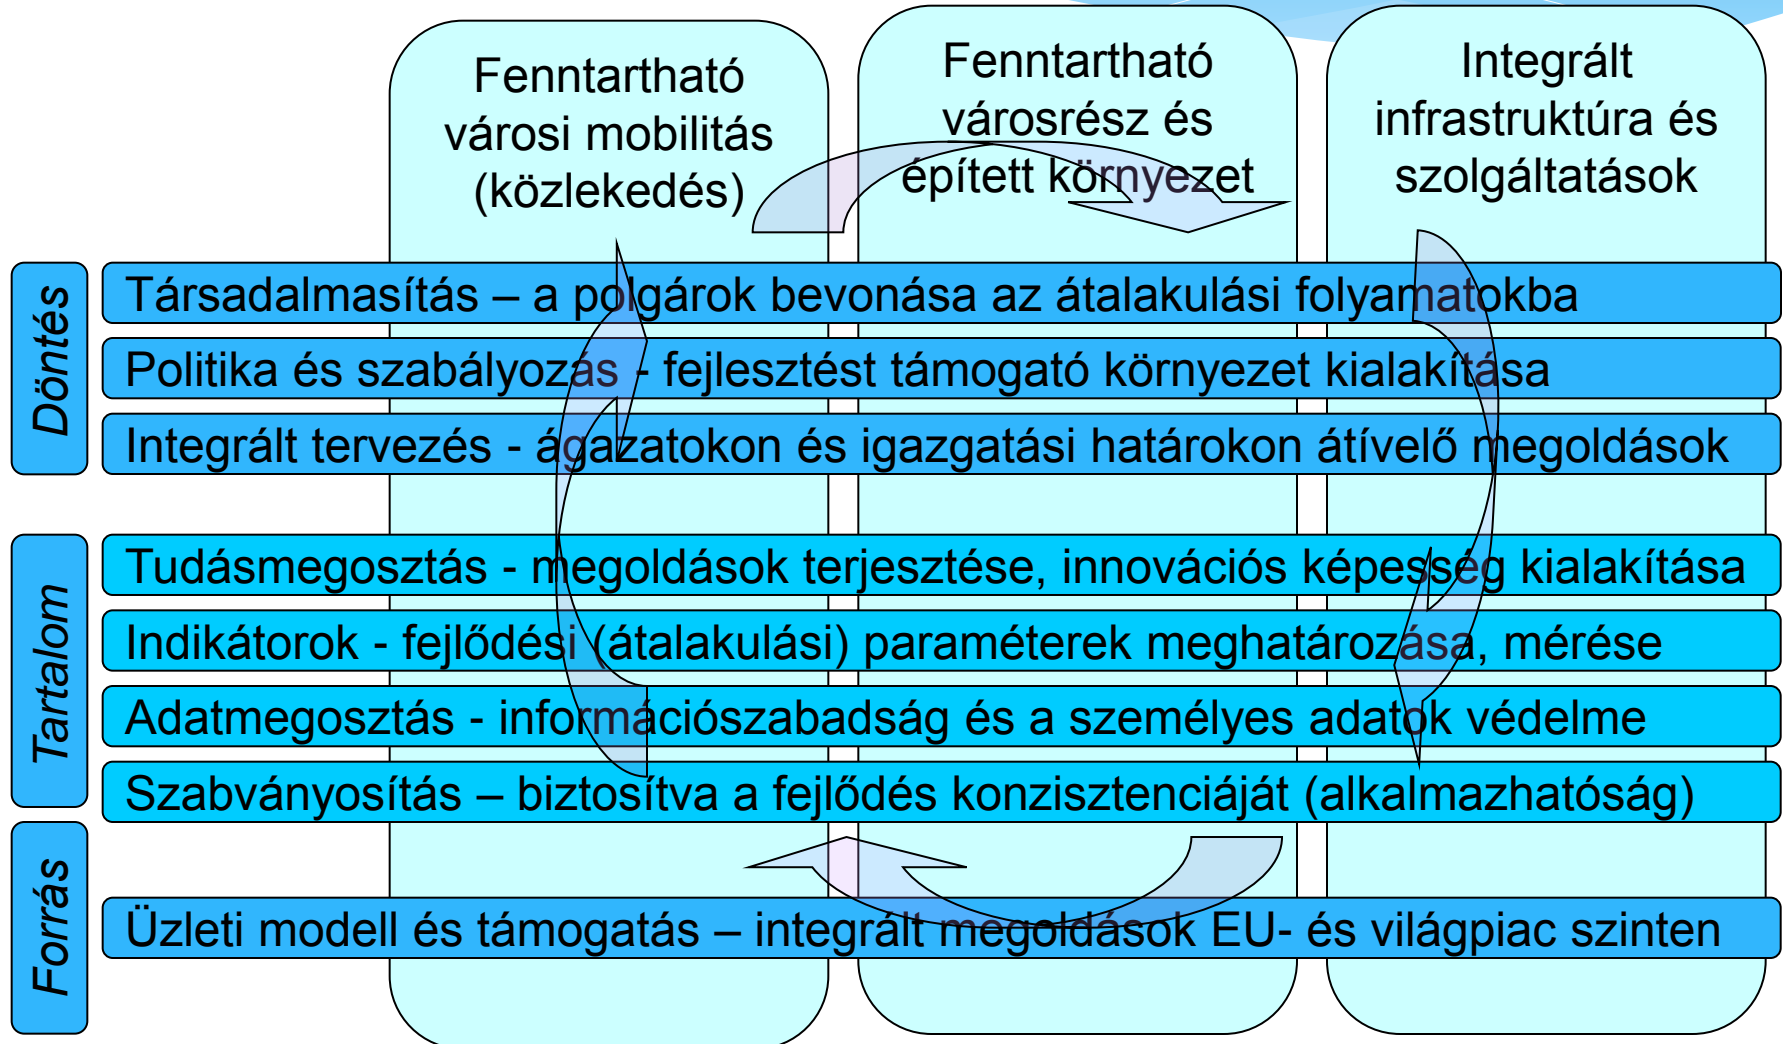 Fenntartható
városi mobilitás
(közlekedés)
Fenntartható
városrész és
épített környezet
Integrált
infrastruktúra és
szolgáltatások
Döntés
Társadalmasítás – a polgárok bevonása az átalakulási folyamatokba
Politika és szabályozás - fejlesztést támogató környezet kialakítása
Integrált tervezés - ágazatokon és igazgatási határokon átívelő megoldások
Tartalom
Tudásmegosztás - megoldások terjesztése, innovációs képesség kialakítása
Indikátorok - fejlődési (átalakulási) paraméterek meghatározása, mérése
Adatmegosztás - információszabadság és a személyes adatok védelme
Szabványosítás – biztosítva a fejlődés konzisztenciáját (alkalmazhatóság)
Forrás
Üzleti modell és támogatás – integrált megoldások EU- és világpiac szinten